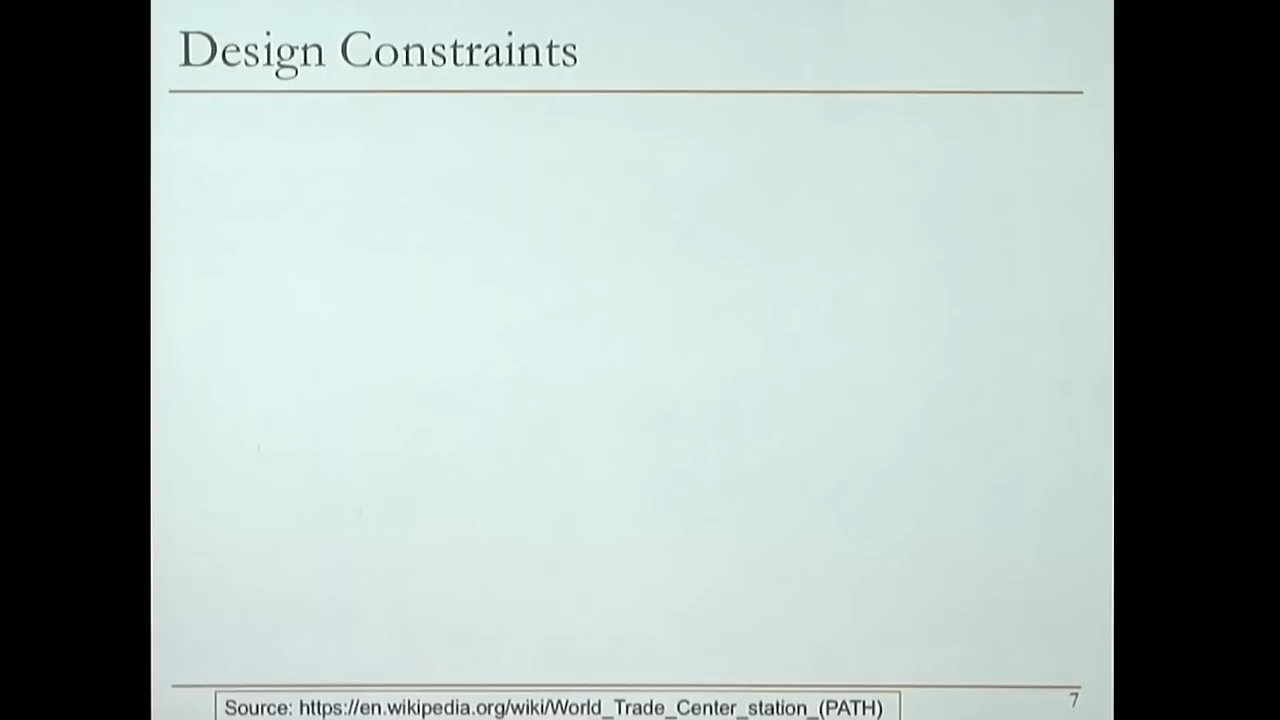 Design Constraints
Source: https://en.wikipedia.org/wiki/World_Trade_Center_station_(PATH)
7